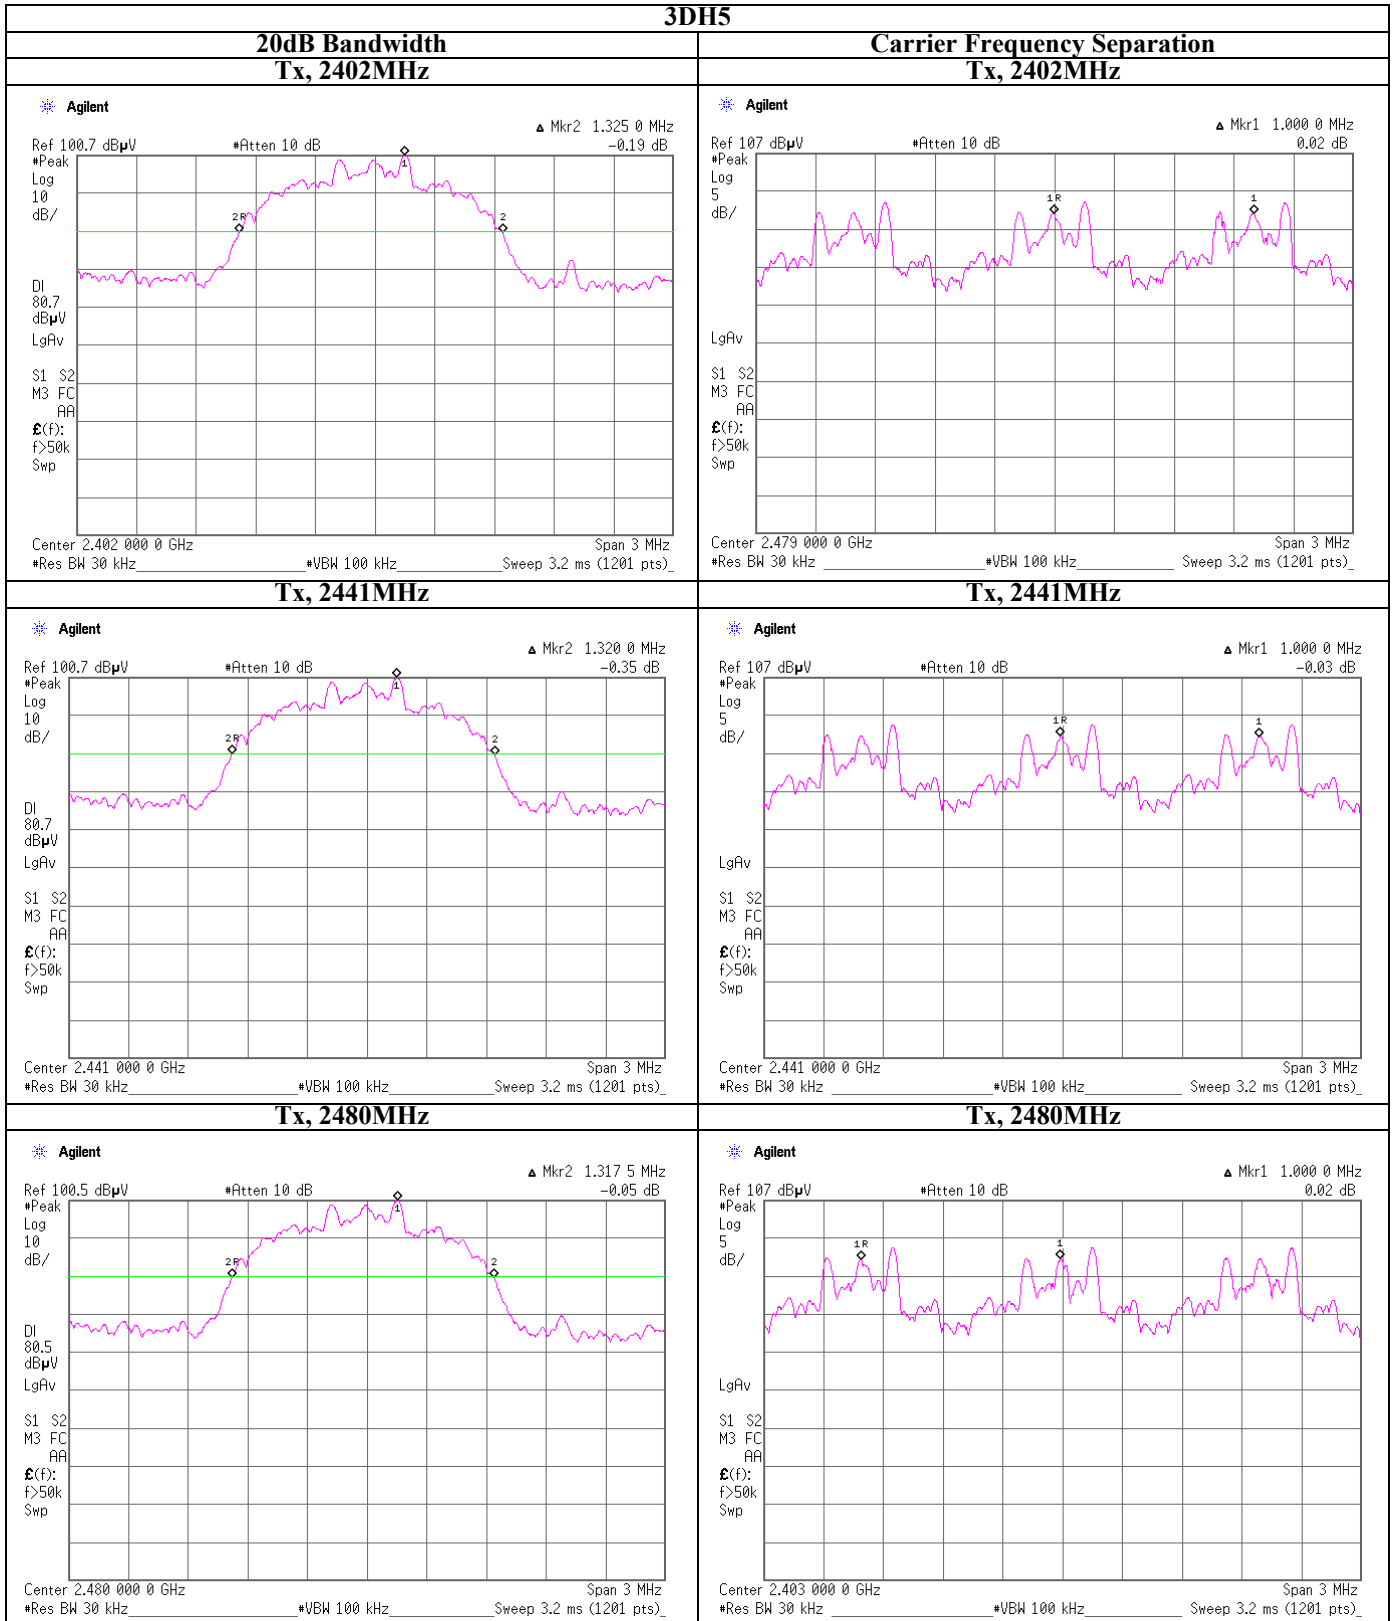 3DH5
20dB Bandwidth
Carrier Frequency Separation
Tx, 2402MHz
Tx, 2402MHz
Agilent
Δ Mkr2 1.325 0 MHz
Ref 100.7 dBµV #Atten 10 dB -0.19 dB
#Peak
Log
10
dB/
1
2R
2
DI
80.7
dBµV
LgAv
S1 S2
M3 FC
AA
£(f):
f>50k
Swp
Center 2.402 000 0 GHz Span 3 MHz
#Res BW 30 kHz #VBW 100 kHz Sweep 3.2 ms (1201 pts)
Agilent
Δ Mkr1 1.000 0 MHz
Ref 107 dBµV #Atten 10 dB 0.02 dB
#Peak
Log
5
dB/
1R
1
LgAv
S1 S2
M3 FC
AA
£(f):
f>50k
Swp
Center 2.479 000 0 GHz Span 3 MHz
#Res BW 30 kHz #VBW 100 kHz Sweep 3.2 ms (1201 pts)
Tx, 2441MHz
Tx, 2441MHz
Agilent
Δ Mkr2 1.320 0 MHz
Ref 100.7 dBµV #Atten 10 dB -0.35 dB
#Peak
Log
10
dB/
1
2R
2
DI
80.7
dBµV
LgAv
S1 S2
M3 FC
AA
£(f):
f>50k
Swp
Center 2.441 000 0 GHz Span 3 MHz
#Res BW 30 kHz #VBW 100 kHz Sweep 3.2 ms (1201 pts)
Agilent
Δ Mkr1 1.000 0 MHz
Ref 107 dBµV #Atten 10 dB -0.03 dB
#Peak
Log
5
dB/
1R
1
LgAv
S1 S2
M3 FC
AA
£(f):
f>50k
Swp
Center 2.441 000 0 GHz Span 3 MHz
#Res BW 30 kHz #VBW 100 kHz Sweep 3.2 ms (1201 pts)
Tx, 2480MHz
Tx, 2480MHz
Agilent
Δ Mkr2 1.317 5 MHz
Ref 100.5 dBµV #Atten 10 dB -0.05 dB
#Peak
Log
10
dB/
1
2R
2
DI
80.5
dBµV
LgAv
S1 S2
M3 FC
AA
£(f):
f>50k
Swp
Center 2.480 000 0 GHz Span 3 MHz
#Res BW 30 kHz #VBW 100 kHz Sweep 3.2 ms (1201 pts)
Agilent
Δ Mkr1 1.000 0 MHz
Ref 107 dBµV #Atten 10 dB 0.02 dB
#Peak
Log
5
dB/
1R
1
LgAv
S1 S2
M3 FC
AA
£(f):
f>50k
Swp
Center 2.403 000 0 GHz Span 3 MHz
#Res BW 30 kHz #VBW 100 kHz Sweep 3.2 ms (1201 pts)